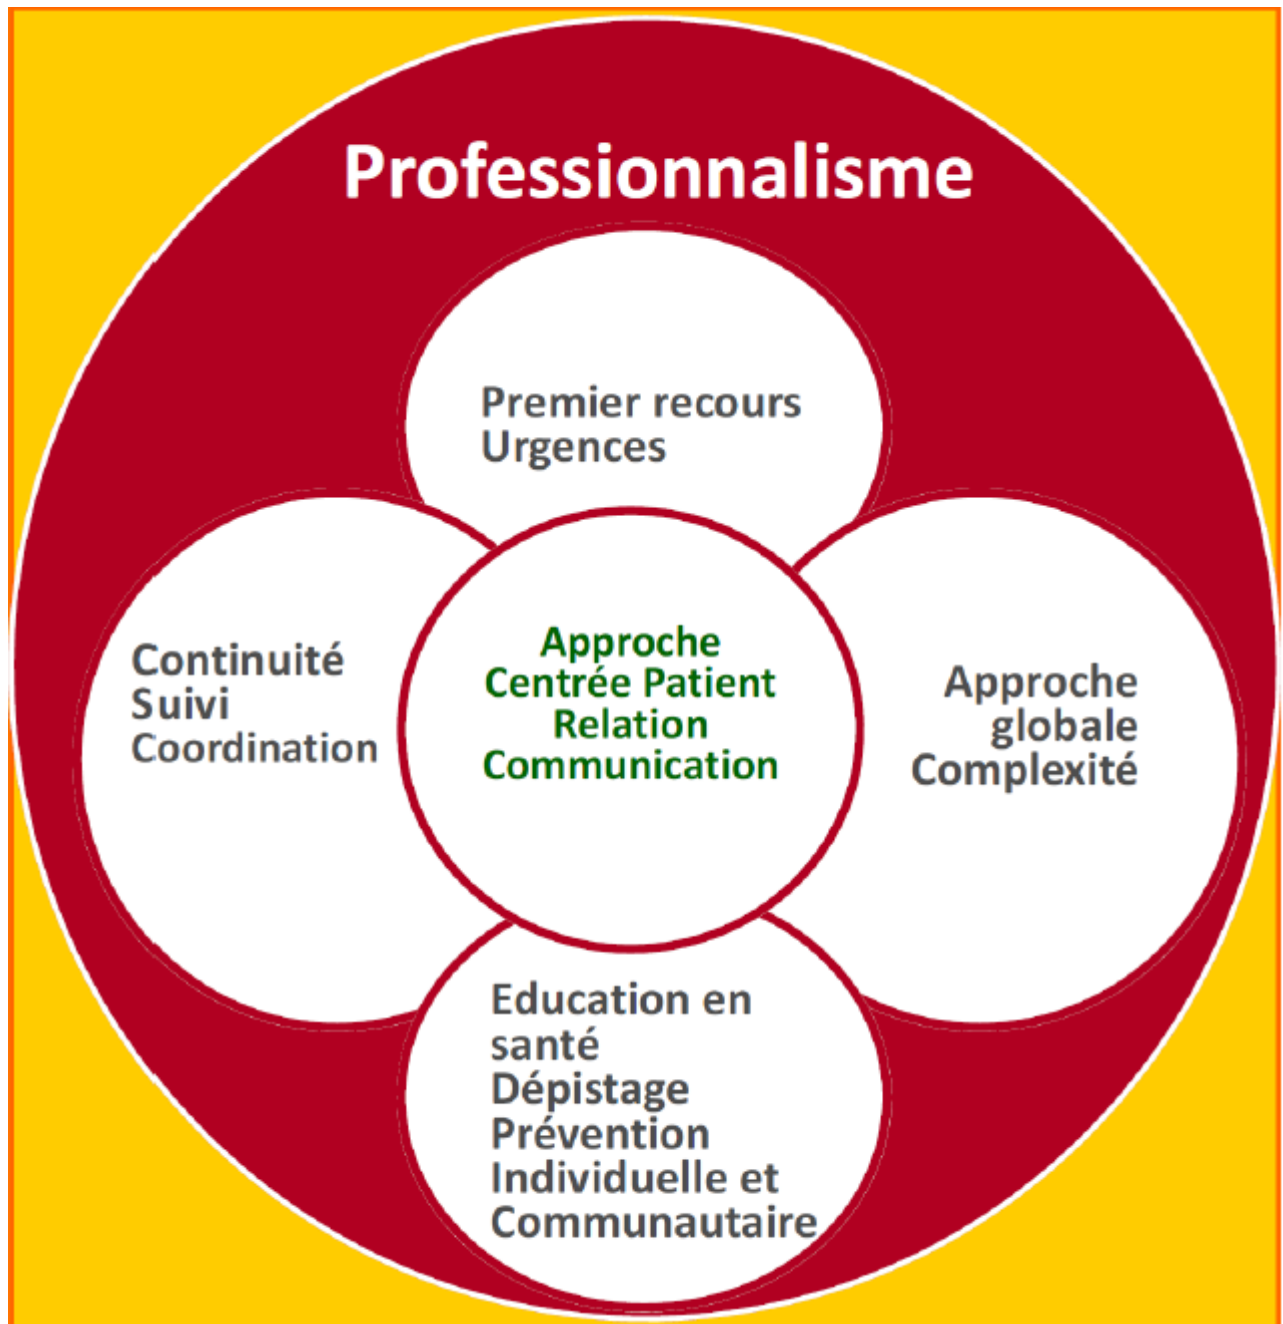 Professionnalisme
Premier recours
Urgences
Continuité
Suivi
Coordination
Approche
Centrée Patient
Relation
Communication
Approche
globale
Complexité
Education en
santé
Dépistage
Prévention
Individuelle et
Communautaire